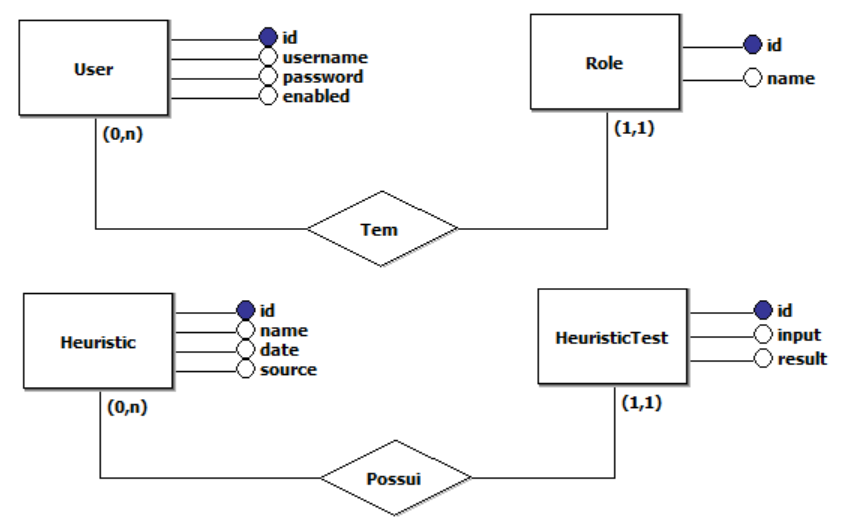 User
id
username
password
enabled
(0,n)
Role
id
name
(1,1)
Tem
Heuristic
id
name
date
source
(0,n)
HeuristicTest
id
input
result
(1,1)
Possui